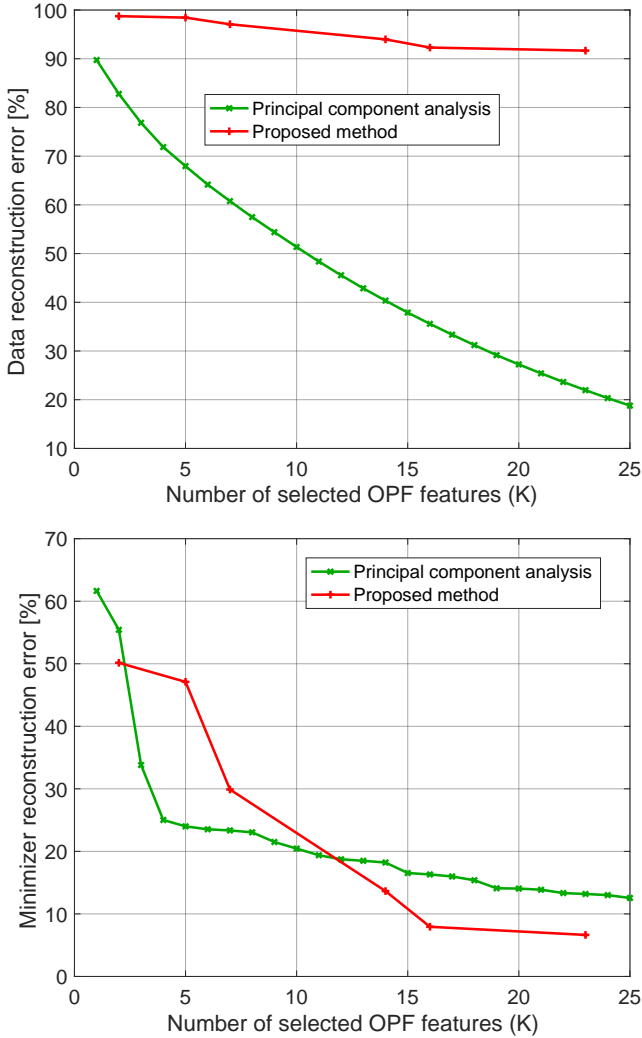 100
90
80
70
60
50
40
30
20
10
Data reconstruction error [%]
Principal component analysis
Proposed method
0 5 10 15 20 25
Number of selected OPF features (K)
70
60
50
40
30
20
10
0
Minimizer reconstruction error [%]
Principal component analysis
Proposed method
0 5 10 15 20 25
Number of selected OPF features (K)